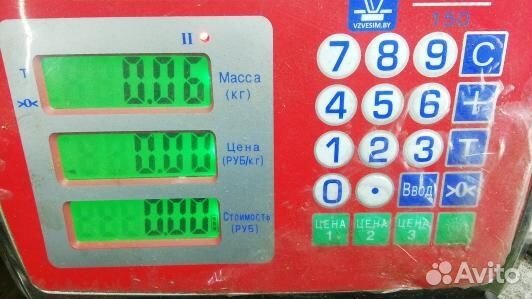 VZVESIM.BY
150
II
T
>0<
0.06
Масса
(КГ)
0.00
Цена
(РУБ/КГ)
0.00
Стоимость
(РУБ)
7 8 9 C
4 5 6 +
1 2 3 T
0 . Ввод >0<
ЦЕНА 1
ЦЕНА 2
ЦЕНА 3
Avito